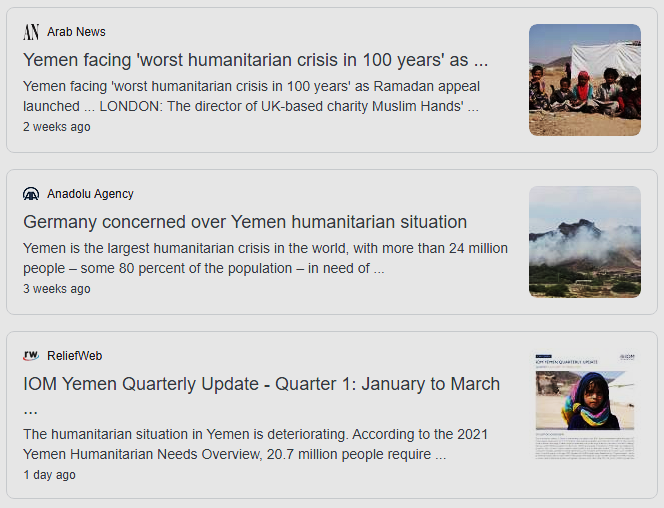 Arab News
Yemen facing 'worst humanitarian crisis in 100 years' as ...
Yemen facing 'worst humanitarian crisis in 100 years' as Ramadan appeal
launched ... LONDON: The director of UK-based charity Muslim Hands' ...
2 weeks ago
Anadolu Agency
Germany concerned over Yemen humanitarian situation
Yemen is the largest humanitarian crisis in the world, with more than 24 million
people – some 80 percent of the population – in need of ...
3 weeks ago
rw ReliefWeb
IOM Yemen Quarterly Update - Quarter 1: January to March
...
The humanitarian situation in Yemen is deteriorating. According to the 2021
Yemen Humanitarian Needs Overview, 20.7 million people require ...
1 day ago
IOM YEMEN QUARTERLY UPDATE